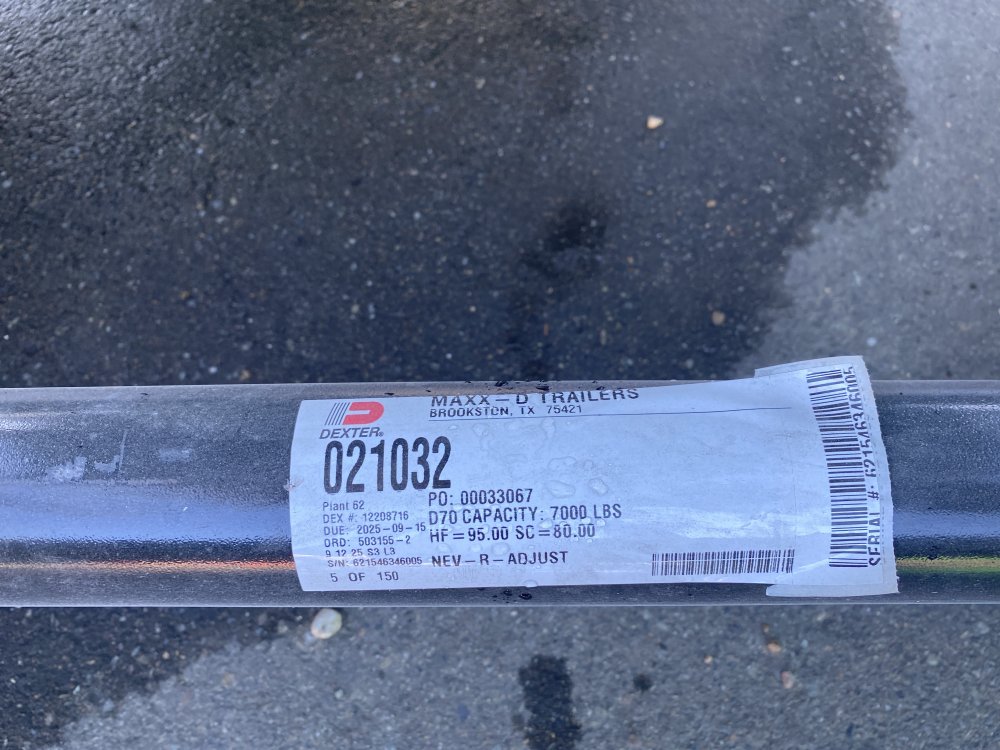 MAXX-D TRAILERS
BROOKSTON, TX 75421
DEXTER®
021032
Plant 62
DEX #: 12208716
DUE: 2025-09-15
ORD: 503155-2
9 12 25 S3 L3
S/N: 621546346005
5 OF 150
PO: 00033067
D70 CAPACITY: 7000 LBS
HF=95.00 SC=80.00
NEV-R-ADJUST
SERIAL #: 621546346005